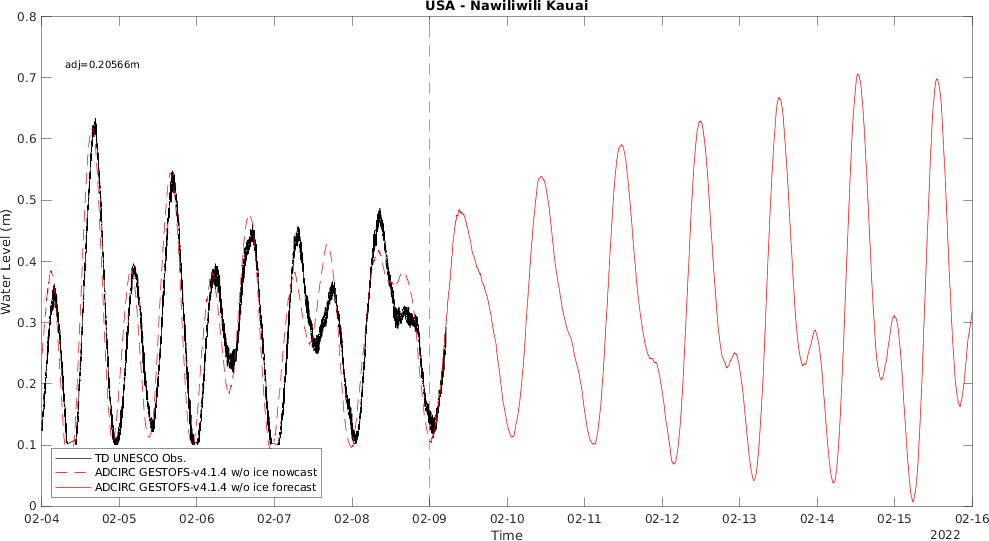 USA - Nawiliwili Kauai
adj=0.20566m
0.8
0.7
0.6
0.5
0.4
0.3
0.2
0.1
0
Water Level (m)
TD UNESCO Obs.
ADCIRC GESTOFS-v4.1.4 w/o ice nowcast
ADCIRC GESTOFS-v4.1.4 w/o ice forecast
02-04 02-05 02-06 02-07 02-08 02-09 02-10 02-11 02-12 02-13 02-14 02-15 02-16
Time
2022